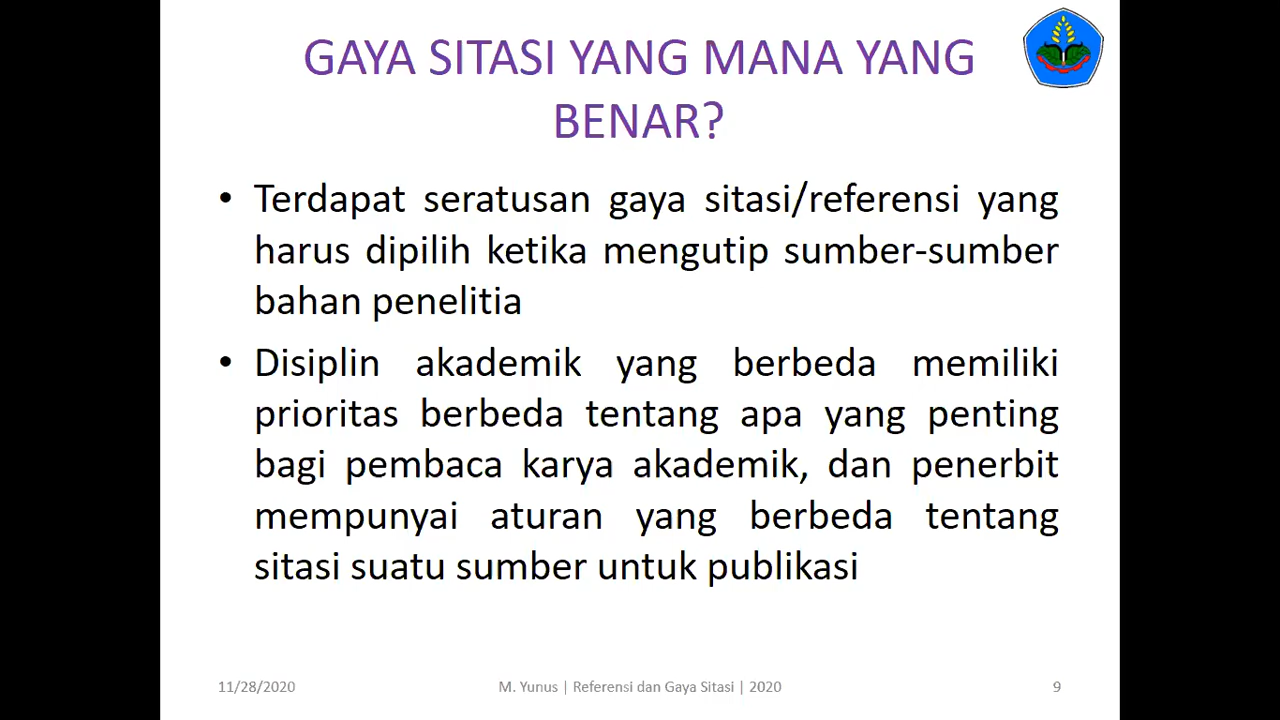 GAYA SITASI YANG MANA YANG
BENAR?
• Terdapat seratusan gaya sitasi/referensi yang
harus dipilih ketika mengutip sumber-sumber
bahan penelitia
• Disiplin akademik yang berbeda memiliki
prioritas berbeda tentang apa yang penting
bagi pembaca karya akademik, dan penerbit
mempunyai aturan yang berbeda tentang
sitasi suatu sumber untuk publikasi
11/28/2020
M. Yunus | Referensi dan Gaya Sitasi | 2020
9